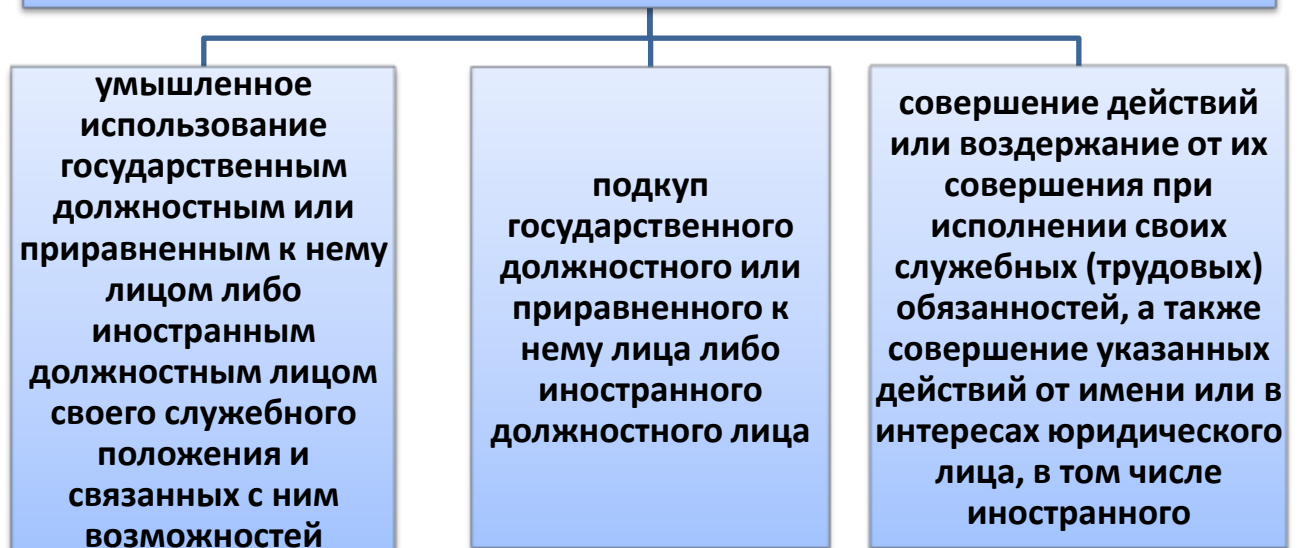 умышленное
использование
государственным
должностным или
приравненным к нему
лицом либо
иностранным
должностным лицом
своего служебного
положения и
связанных с ним
возможностей
подкуп
государственного
должностного или
приравненного к
нему лица либо
иностранного
должностного лица
совершение действий
или воздержание от их
совершения при
исполнении своих
служебных (трудовых)
обязанностей, а также
совершение указанных
действий от имени или в
интересах юридического
лица, в том числе
иностранного